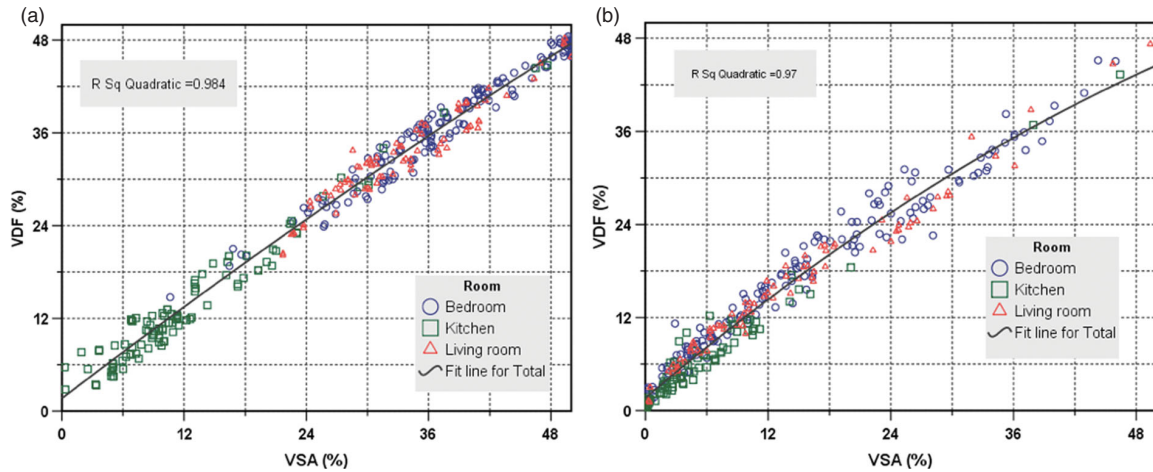 (a)
R Sq Quadratic =0.984
VDF (%)
48
36
24
12
0
Room
Bedroom
Kitchen
Living room
Fit line for Total
0 12 24 36 48
VSA (%)
(b)
R Sq Quadratic =0.97
VDF (%)
48
36
24
12
0
Room
Bedroom
Kitchen
Living room
Fit line for Total
0 12 24 36 48
VSA (%)